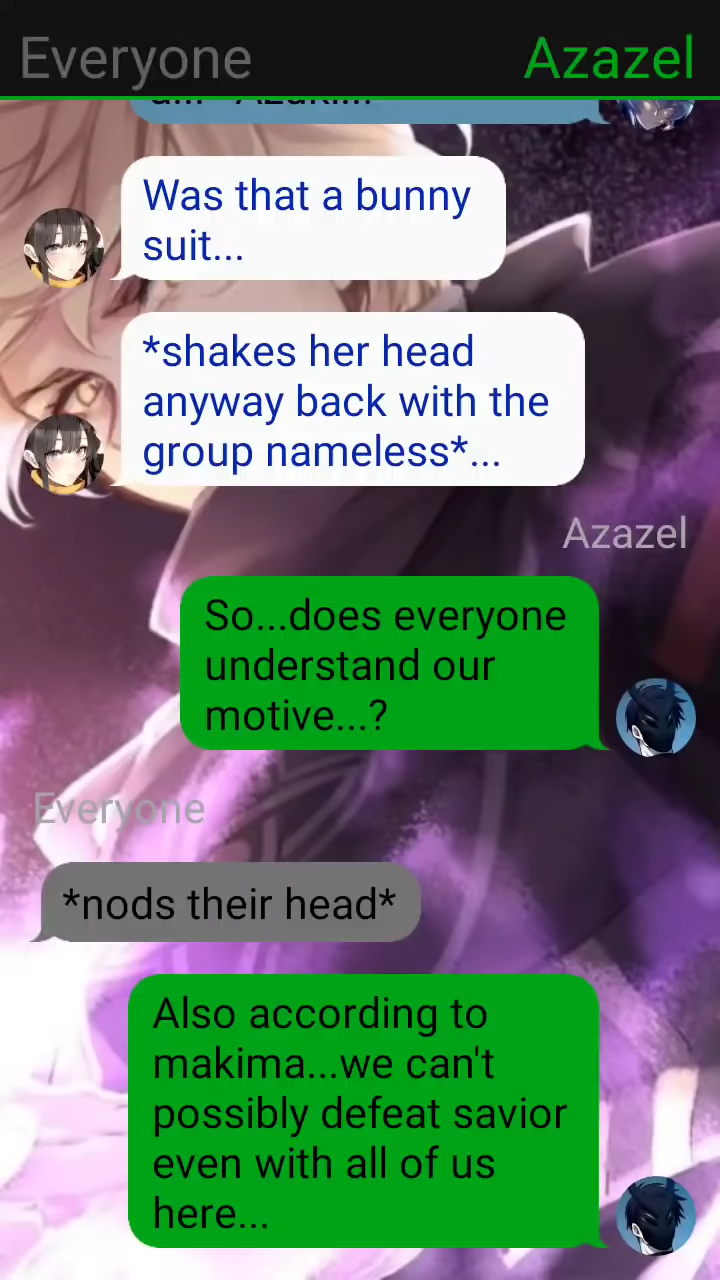 Everyone
Azazel
Was that a bunny
suit...
*shakes her head
anyway back with the
group nameless*...
Azazel
So...does everyone
understand our
motive...?
Everyone
*nods their head*
Also according to
makima...we can't
possibly defeat savior
even with all of us
here...